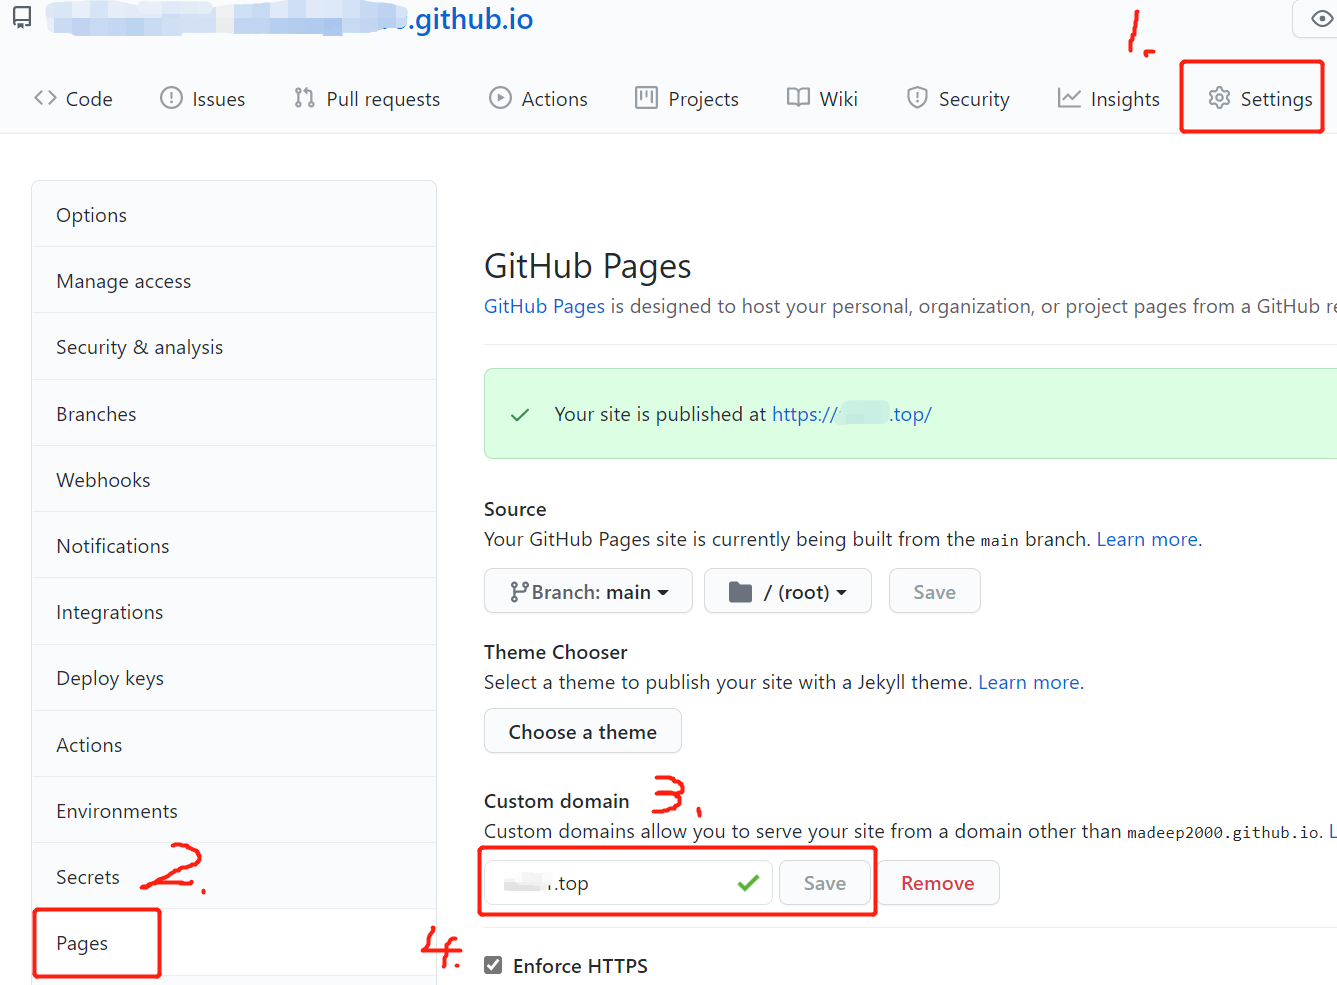 .github.io
1.
Code Issues Pull requests Actions Projects Wiki Security Insights Settings
Options
Manage access
Security & analysis
Branches
Webhooks
Notifications
Integrations
Deploy keys
Actions
Environments
Secrets
2.
Pages
GitHub Pages
GitHub Pages is designed to host your personal, organization, or project pages from a GitHub
Your site is published at https:// .top/
Source
Your GitHub Pages site is currently being built from the main branch. Learn more.
Branch: main / (root) Save
Theme Chooser
Select a theme to publish your site with a Jekyll theme. Learn more.
Choose a theme
Custom domain 3.
Custom domains allow you to serve your site from a domain other than madeep2000.github.io.
.top Save Remove
4.
Enforce HTTPS